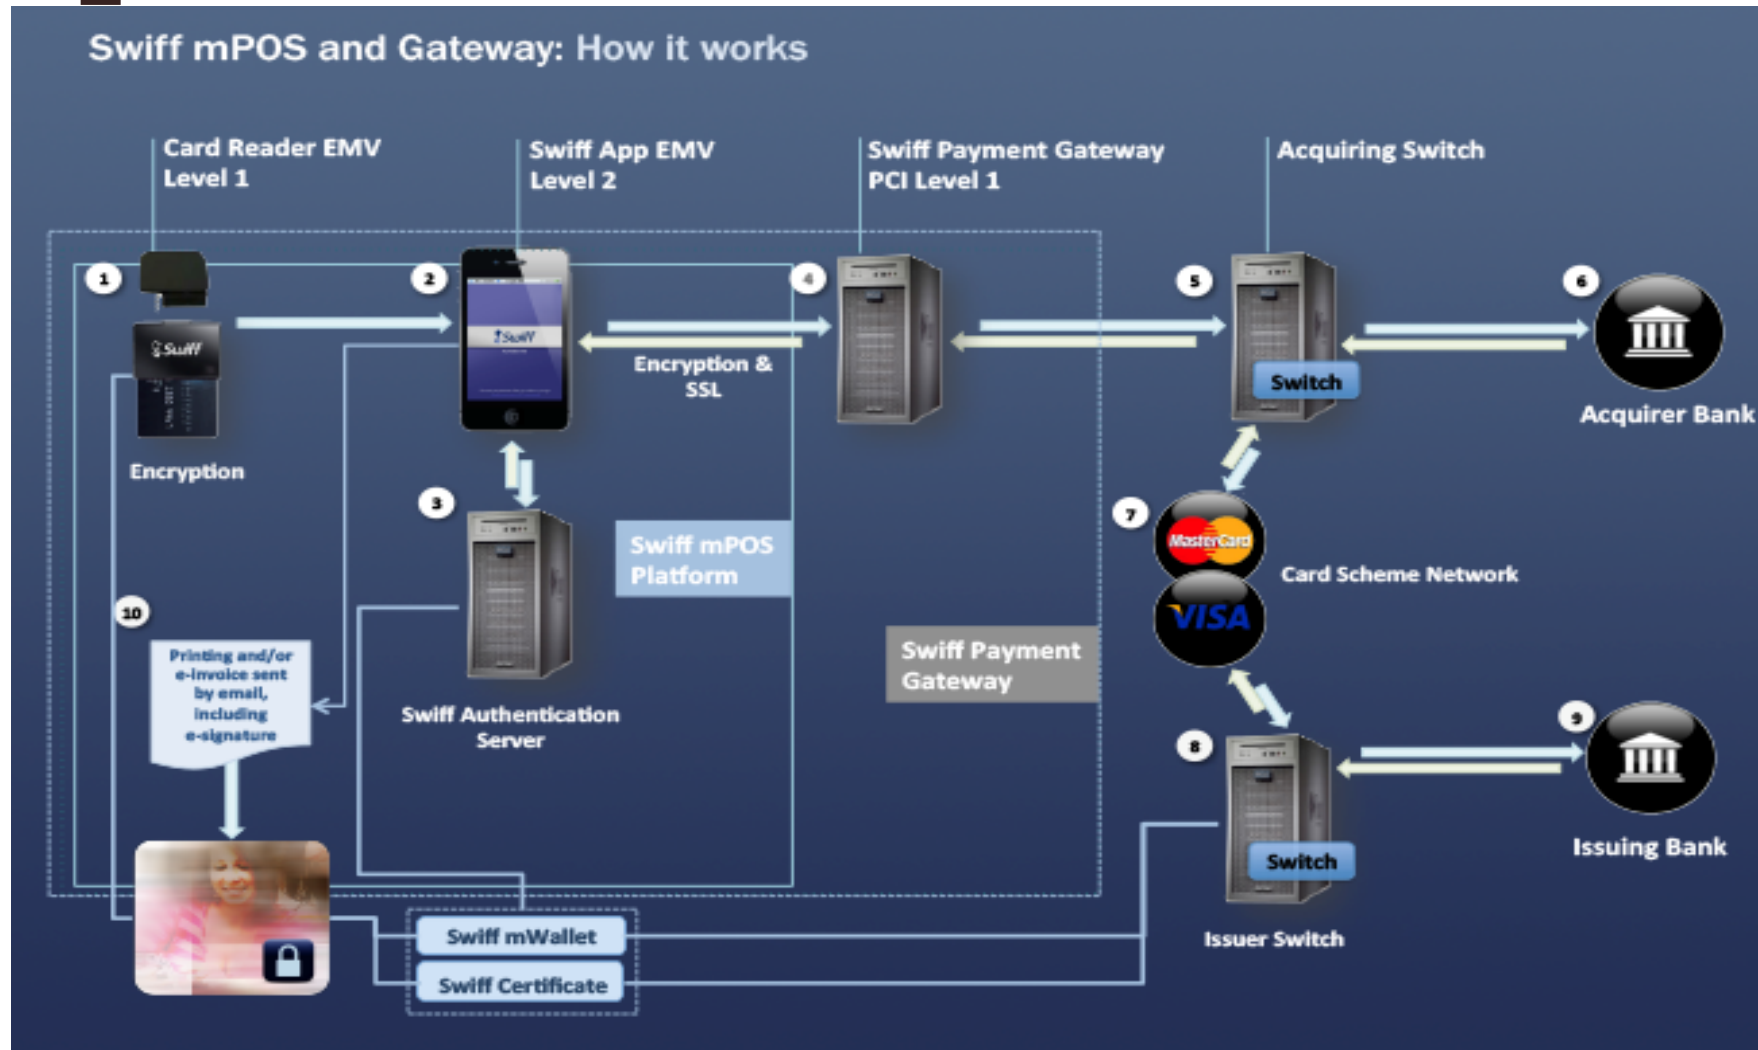 Swiff mPOS and Gateway: How it works
Card Reader EMV
Level 1
Swiff App EMV
Level 2
Swiff Payment Gateway
PCI Level 1
Acquiring Switch
1
2
4
5
6
Swiff
Swiff
Encryption &
SSL
Switch
Acquirer Bank
Encryption
3
7
MasterCard
VISA
Card Scheme Network
Swiff mPOS
Platform
10
Printing and/or
e-invoice sent
by email,
including
e-signature
Swiff Payment
Gateway
Swiff Authentication
Server
8
9
Switch
Issuing Bank
Issuer Switch
Swiff mWallet
Swiff Certificate